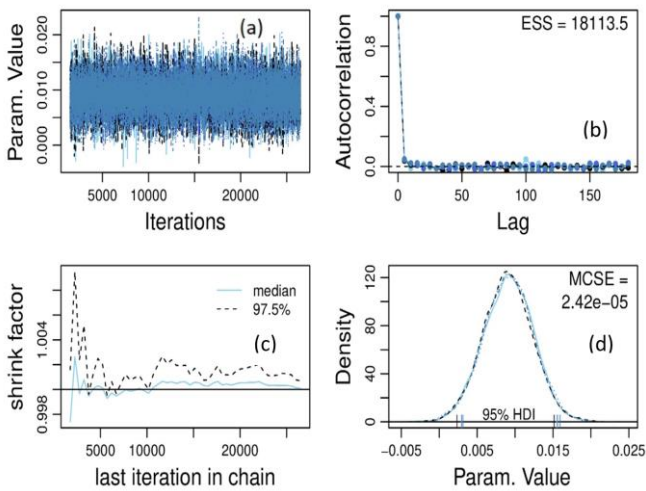 (a)
Param. Value
0.000
0.010
0.020
5000 10000 20000
Iterations
ESS = 18113.5
(b)
Autocorrelation
0.0
0.4
0.8
0 50 100 150
Lag
median
97.5%
(c)
shrink factor
0.998
1.004
5000 10000 20000
last iteration in chain
MCSE =
2.42e-05
(d)
Density
0
40
80
120
95% HDI
-0.005 0.005 0.015 0.025
Param. Value